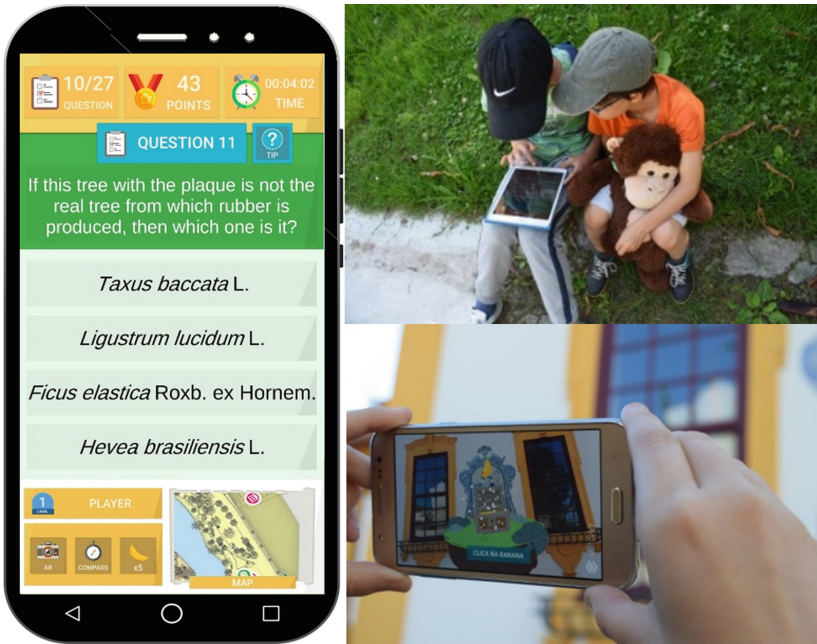 10/27
QUESTION
43
POINTS
00:04:02
TIME
QUESTION 11
?
TIP
If this tree with the plaque is not the
real tree from which rubber is
produced, then which one is it?
Taxus baccata L.
Ligustrum lucidum L.
Ficus elastica Roxb. ex Hornem.
Hevea brasiliensis L.
1
LEVEL
PLAYER
AR
COMPASS
x5
MAP
CLICA NA BANANA